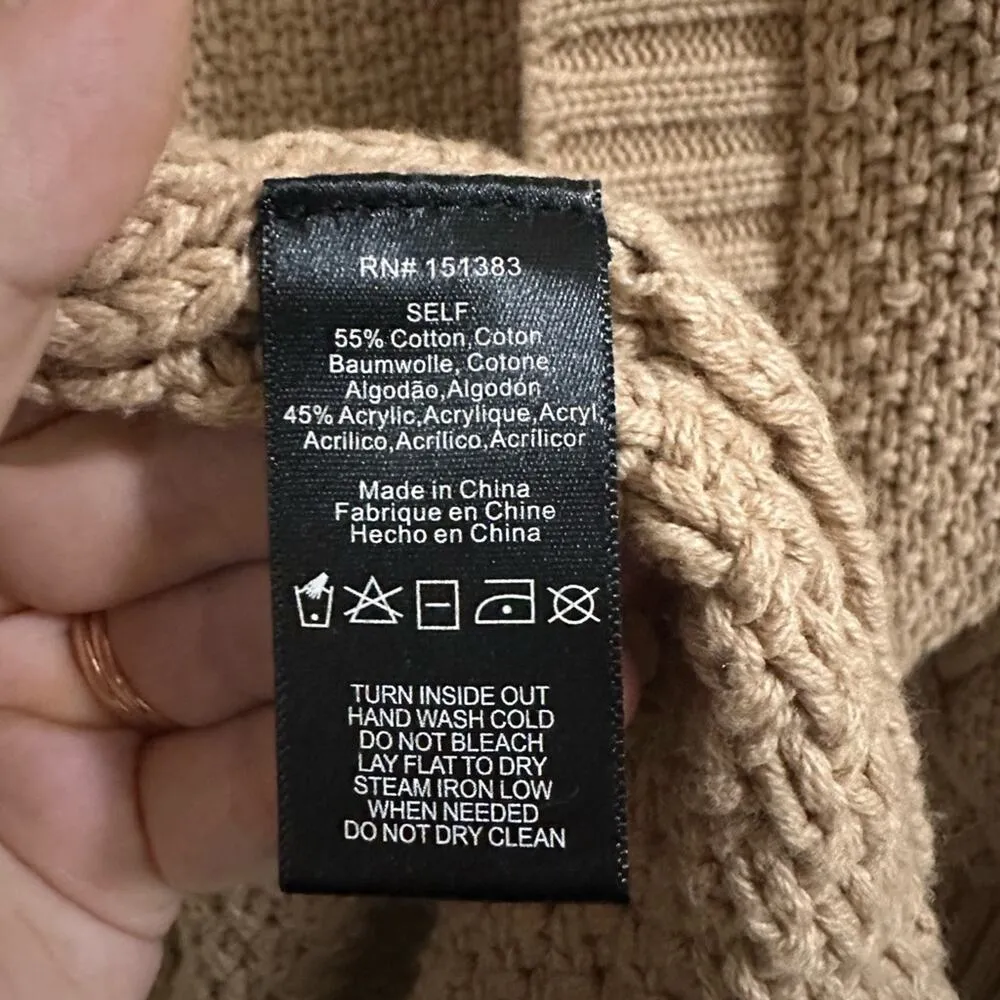 RN# 151383
SELF
55% Cotton,Coton
Baumwolle, Cotone,
Algodão,Algodón
45% Acrylic,Acrylique,Acryl,
Acrilico,Acrílico,Acrílicor
Made in China
Fabrique en Chine
Hecho en China
TURN INSIDE OUT
HAND WASH COLD
DO NOT BLEACH
LAY FLAT TO DRY
STEAM IRON LOW
WHEN NEEDED
DO NOT DRY CLEAN